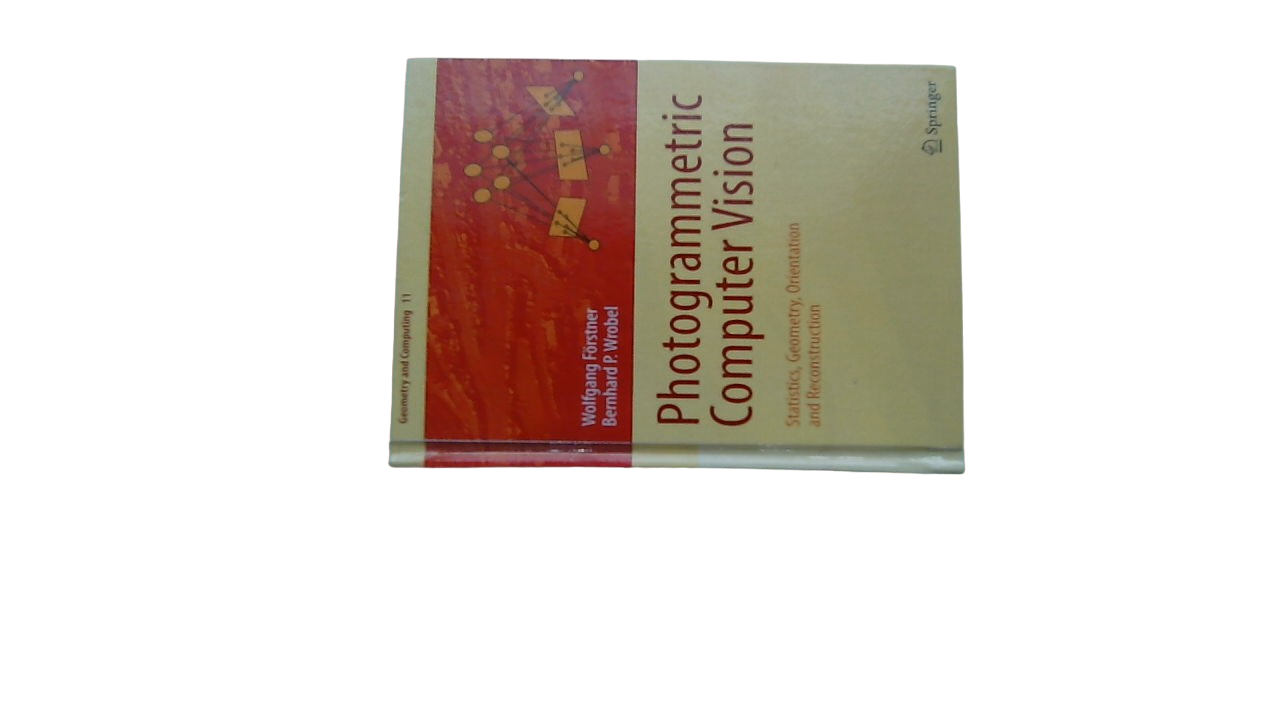 Geometry and Computing 11
Wolfgang Förstner
Bernhard P. Wrobel
Photogrammetric
Computer Vision
Statistics, Geometry, Orientation
and Reconstruction
Springer